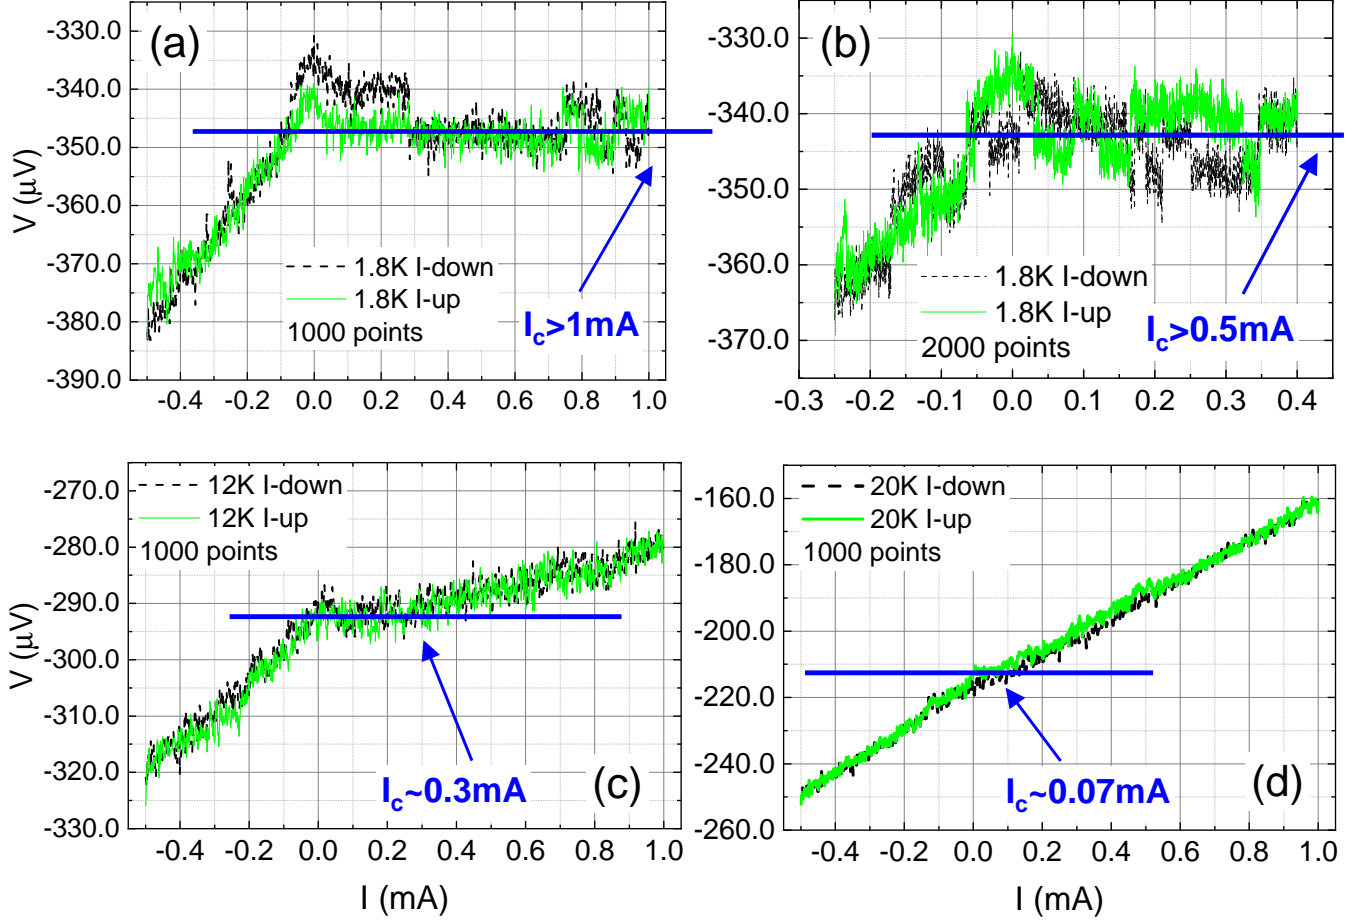 (a)
V (μV)
-330.0
-340.0
-350.0
-360.0
-370.0
-380.0
-390.0
1.8K I-down
1.8K I-up
1000 points
I_c>1mA
-0.4 -0.2 0.0 0.2 0.4 0.6 0.8 1.0
(b)
-330.0
-340.0
-350.0
-360.0
-370.0
1.8K I-down
1.8K I-up
2000 points
I_c>0.5mA
-0.3 -0.2 -0.1 0.0 0.1 0.2 0.3 0.4
V (μV)
-270.0
-280.0
-290.0
-300.0
-310.0
-320.0
-330.0
12K I-down
12K I-up
1000 points
I_c~0.3mA
(c)
-0.4 -0.2 0.0 0.2 0.4 0.6 0.8 1.0
I (mA)
-160.0
-180.0
-200.0
-220.0
-240.0
-260.0
20K I-down
20K I-up
1000 points
I_c~0.07mA
(d)
-0.4 -0.2 0.0 0.2 0.4 0.6 0.8 1.0
I (mA)